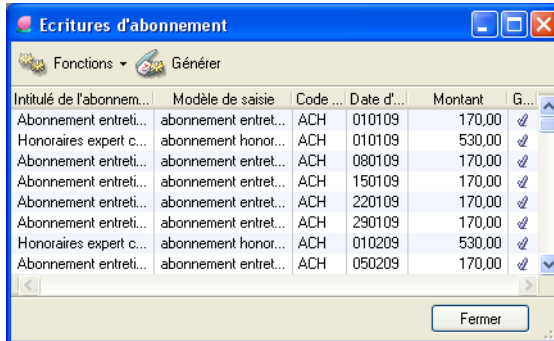 Ecritures d'abonnement
Fonctions Générer
Intitulé de l'abonnem... Modèle de saisie Code ... Date d'... Montant G...
Abonnement entreti... abonnement entret... ACH 010109 170,00
Honoraires expert c... abonnement honor... ACH 010109 530,00
Abonnement entreti... abonnement entret... ACH 080109 170,00
Abonnement entreti... abonnement entret... ACH 150109 170,00
Abonnement entreti... abonnement entret... ACH 220109 170,00
Abonnement entreti... abonnement entret... ACH 290109 170,00
Honoraires expert c... abonnement honor... ACH 010209 530,00
Abonnement entreti... abonnement entret... ACH 050209 170,00
Fermer